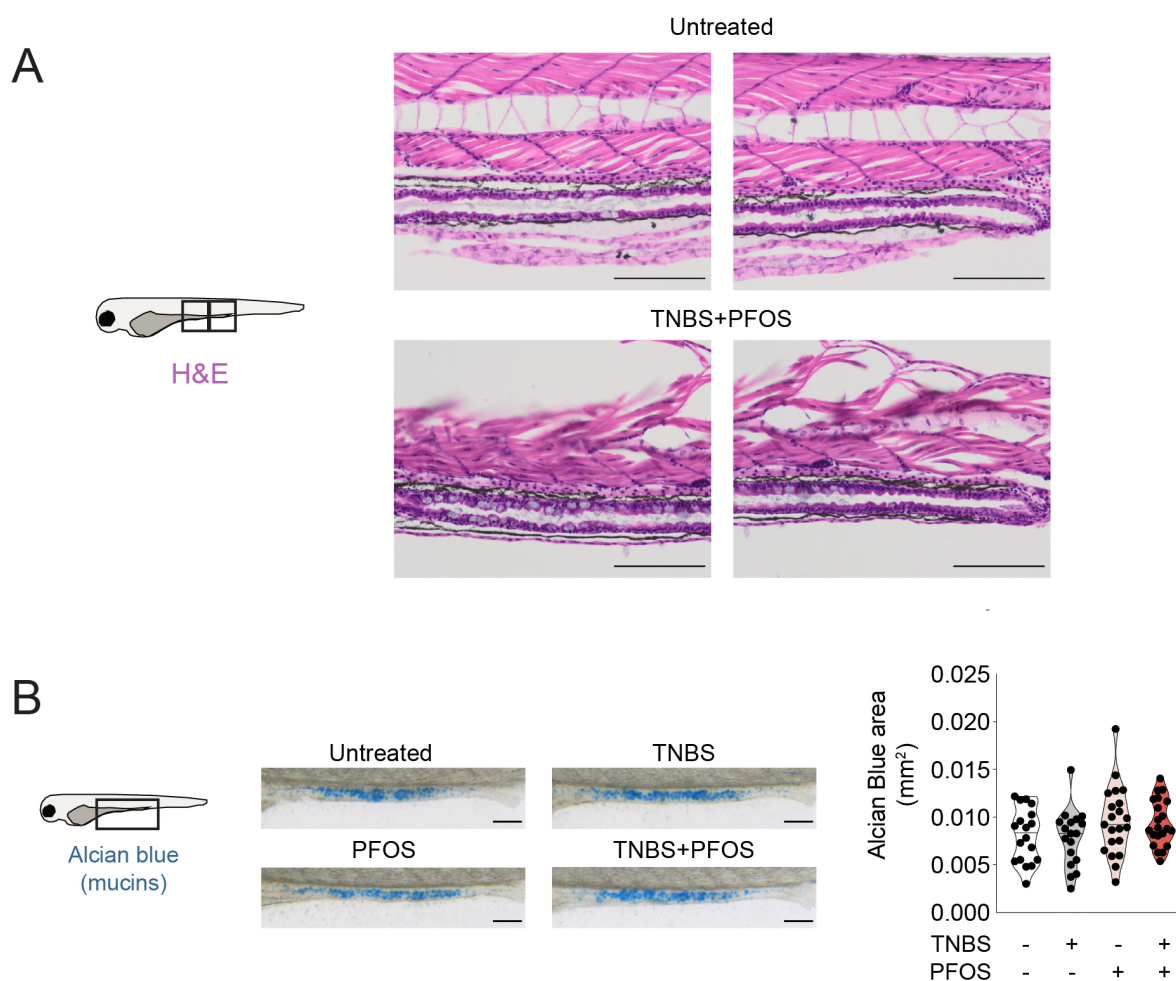 A
Untreated
TNBS+PFOS
H&E
B
Untreated
TNBS
PFOS
TNBS+PFOS
Alcian blue
(mucins)
Alcian Blue area
(mm²)
0.025
0.020
0.015
0.010
0.005
0.000
TNBS - + - +
PFOS - - + +